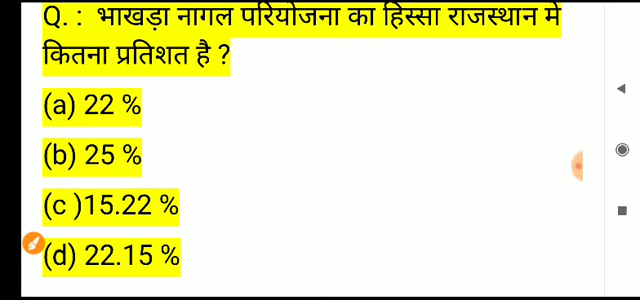 Q. : भाखड़ा नागल परियोजना का हिस्सा राजस्थान मे
कितना प्रतिशत है ?
(a) 22 %
(b) 25 %
(c )15.22 %
(d) 22.15 %